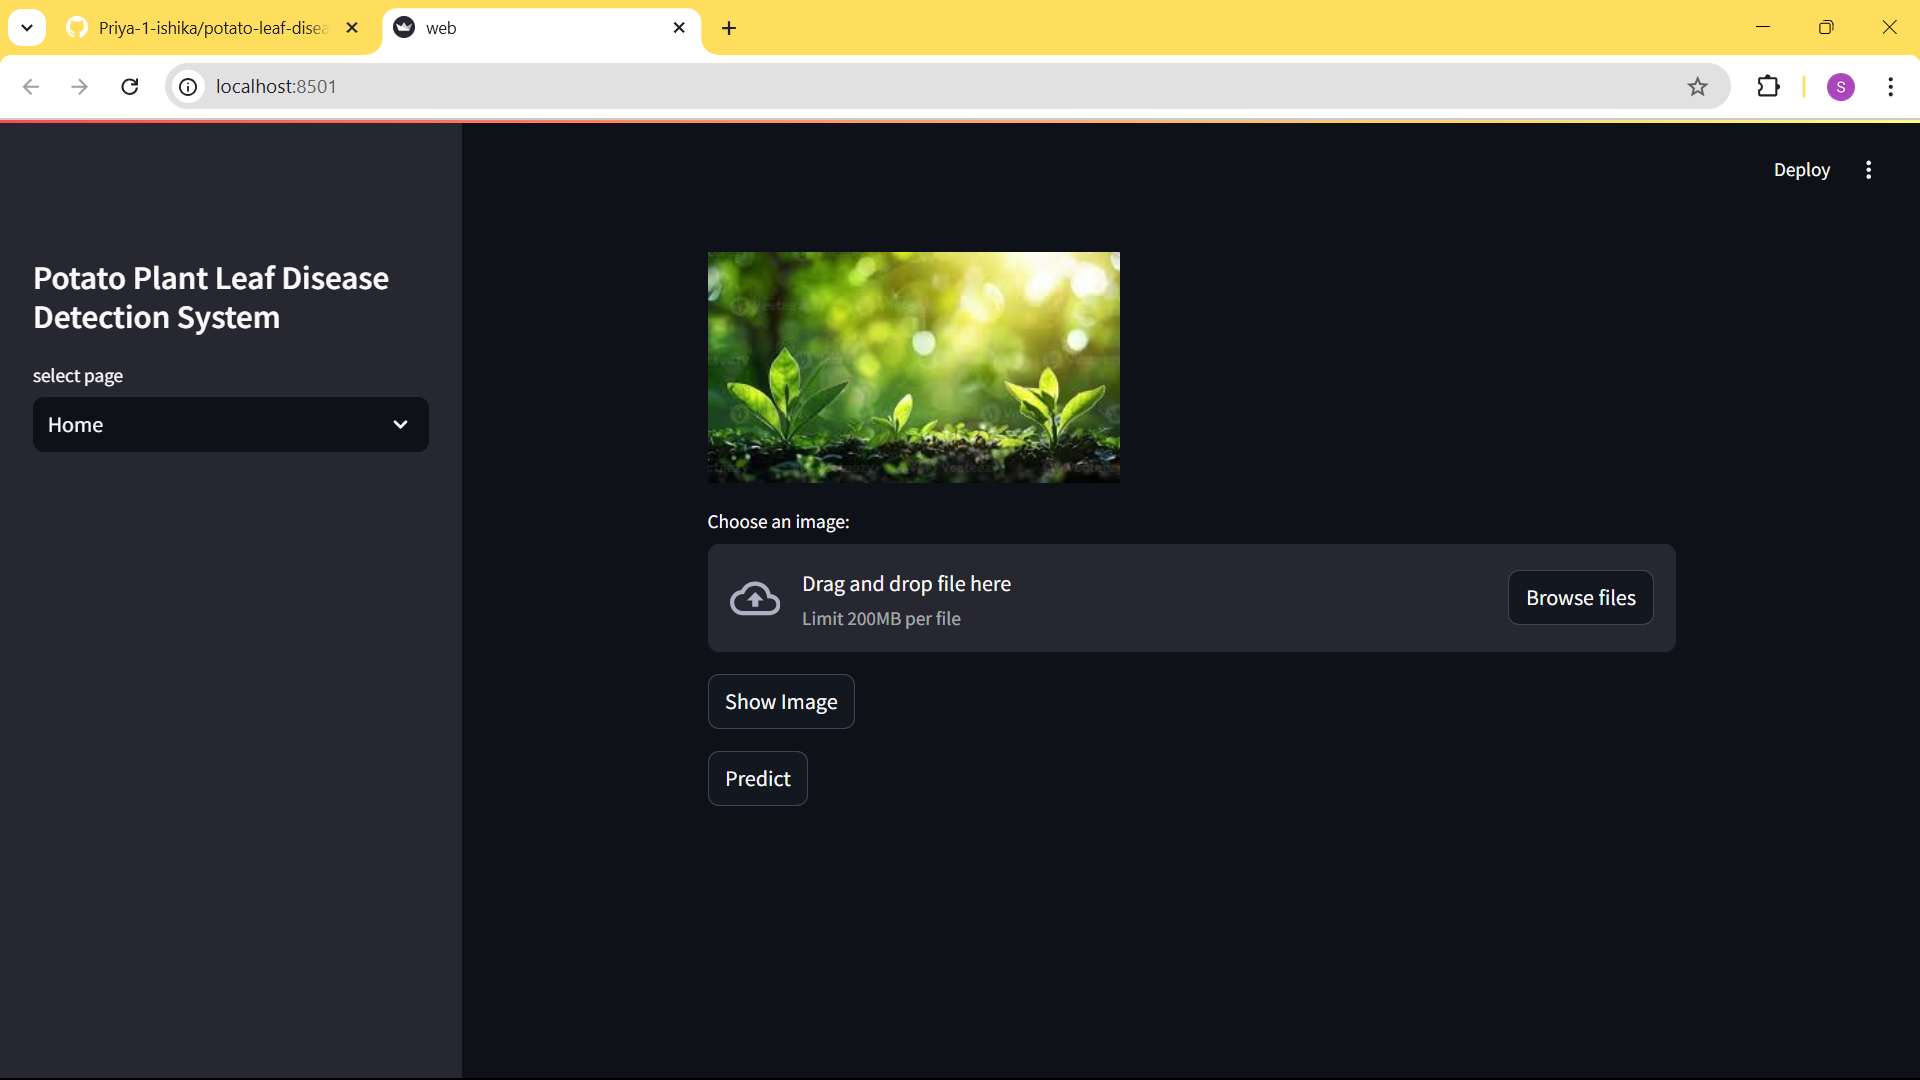 Priya-1-ishika/potato-leaf-disea
web
localhost:8501
S
Deploy
Potato Plant Leaf Disease
Detection System
select page
Home
Choose an image:
Drag and drop file here
Limit 200MB per file
Browse files
Show Image
Predict